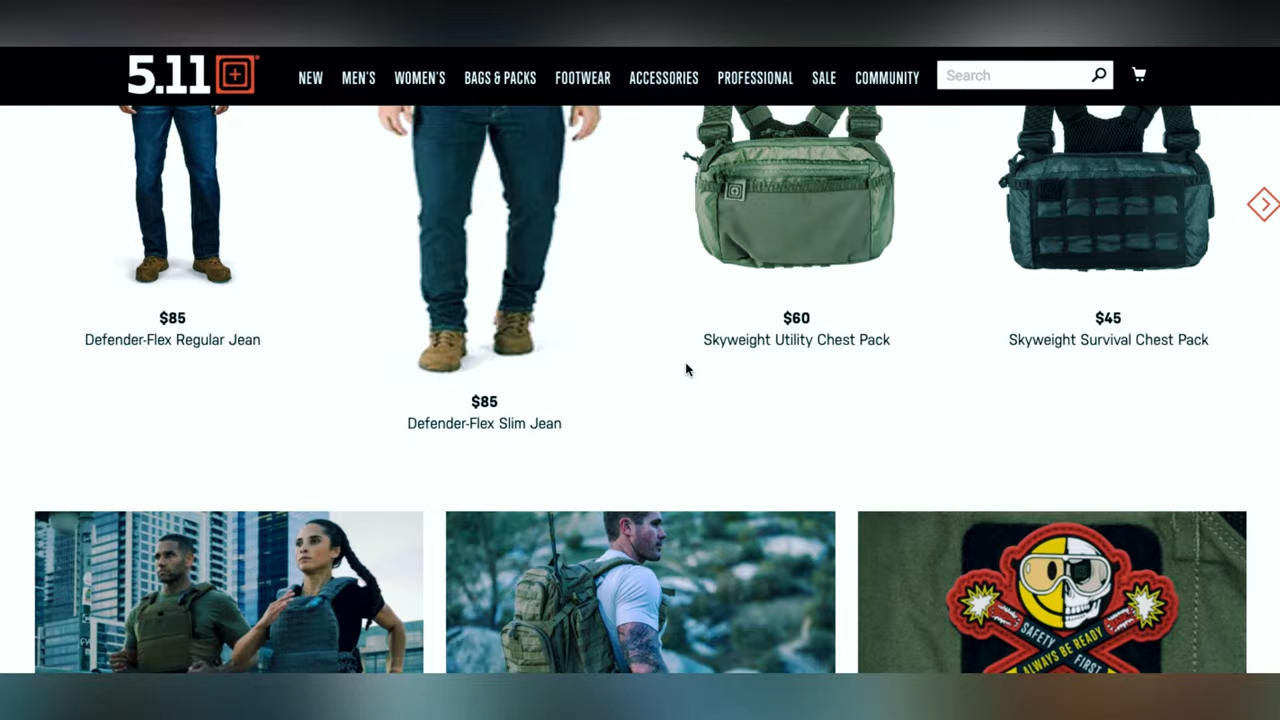 5.11
NEW MEN'S WOMEN'S BAGS & PACKS FOOTWEAR ACCESSORIES PROFESSIONAL SALE COMMUNITY Search
$85
Defender-Flex Regular Jean
$85
Defender-Flex Slim Jean
$60
Skyweight Utility Chest Pack
$45
Skyweight Survival Chest Pack
SAFETY FIRST
ALWAYS BE READY